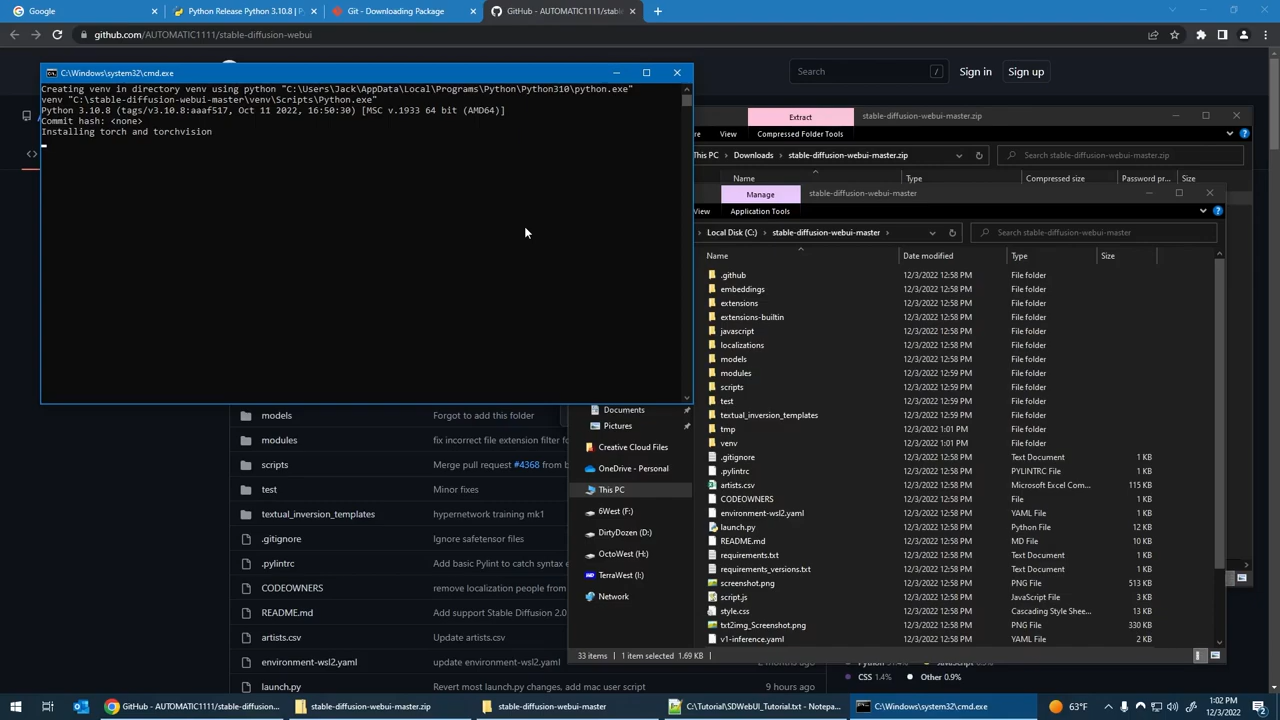 Google
Python Release Python 3.10.8 | P
Git - Downloading Package
GitHub - AUTOMATIC1111/stable
github.com/AUTOMATIC1111/stable-diffusion-webui
Search
/
Sign in
Sign up
C:\Windows\system32\cmd.exe
Creating venv in directory venv using python "C:\Users\Jack\AppData\Local\Programs\Python\Python310\python.exe"
venv "C:\stable-diffusion-webui-master\venv\Scripts\Python.exe"
Python 3.10.8 (tags/v3.10.8:aaaf517, Oct 11 2022, 16:50:30) [MSC v.1933 64 bit (AMD64)]
Commit hash: <none>
Installing torch and torchvision
Extract
stable-diffusion-webui-master.zip
re
View
Compressed Folder Tools
This PC
Downloads
stable-diffusion-webui-master.zip
Search stable-diffusion-webui-master.zip
Name
Type
Compressed size
Password pr...
Size
Manage
stable-diffusion-webui-master
View
Application Tools
Local Disk (C:)
stable-diffusion-webui-master
Search stable-diffusion-webui-master
Name
Date modified
Type
Size
.github 12/3/2022 12:58 PM File folder
embeddings 12/3/2022 12:58 PM File folder
extensions 12/3/2022 12:58 PM File folder
extensions-builtin 12/3/2022 12:58 PM File folder
javascript 12/3/2022 12:58 PM File folder
localizations 12/3/2022 12:58 PM File folder
models 12/3/2022 12:58 PM File folder
modules 12/3/2022 12:59 PM File folder
scripts 12/3/2022 12:58 PM File folder
test 12/3/2022 12:59 PM File folder
textual_inversion_templates 12/3/2022 12:59 PM File folder
tmp 12/3/2022 1:01 PM File folder
venv 12/3/2022 1:01 PM File folder
.gitignore 12/3/2022 12:58 PM Text Document 1 KB
.pylintrc 12/3/2022 12:58 PM PYLINTRC File 1 KB
artists.csv 12/3/2022 12:58 PM Microsoft Excel Com... 115 KB
CODEOWNERS 12/3/2022 12:58 PM File 1 KB
environment-wsl2.yaml 12/3/2022 12:58 PM YAML File 1 KB
launch.py 12/3/2022 12:58 PM Python File 12 KB
README.md 12/3/2022 12:58 PM MD File 10 KB
requirements.txt 12/3/2022 12:58 PM Text Document 1 KB
requirements_versions.txt 12/3/2022 12:58 PM Text Document 1 KB
screenshot.png 12/3/2022 12:58 PM PNG File 513 KB
script.js 12/3/2022 12:58 PM JavaScript File 3 KB
style.css 12/3/2022 12:58 PM Cascading Style Shee... 13 KB
txt2img_Screenshot.png 12/3/2022 12:58 PM PNG File 330 KB
v1-inference.yaml 12/3/2022 12:58 PM YAML File 2 KB
Documents
Pictures
Creative Cloud Files
OneDrive - Personal
This PC
6West (F:)
DirtyDozen (D:)
OctoWest (H:)
TerraWest (I:)
Network
33 items
1 item selected 1.69 KB
models Forgot to add this folder
modules fix incorrect file extension filter fo
scripts Merge pull request #4368 from b
test Minor fixes
textual_inversion_templates hypernetwork training mk1
.gitignore Ignore safetensor files
.pylintrc Add basic Pylint to catch syntax e
CODEOWNERS remove localization people from
README.md Add support Stable Diffusion 2.0
artists.csv Update artists.csv
environment-wsl2.yaml update environment-wsl2.yaml
launch.py Revert most launch.py changes, add mac user script 9 hours ago
CSS 1.4%
Other 0.9%
GitHub - AUTOMATIC1111/stable-diffusion...
stable-diffusion-webui-master.zip
stable-diffusion-webui-master
C:\Tutorial\SDWebUI_Tutorial.txt - Notepa...
C:\Windows\system32\cmd.exe
63°F
1:02 PM
12/3/2022
2